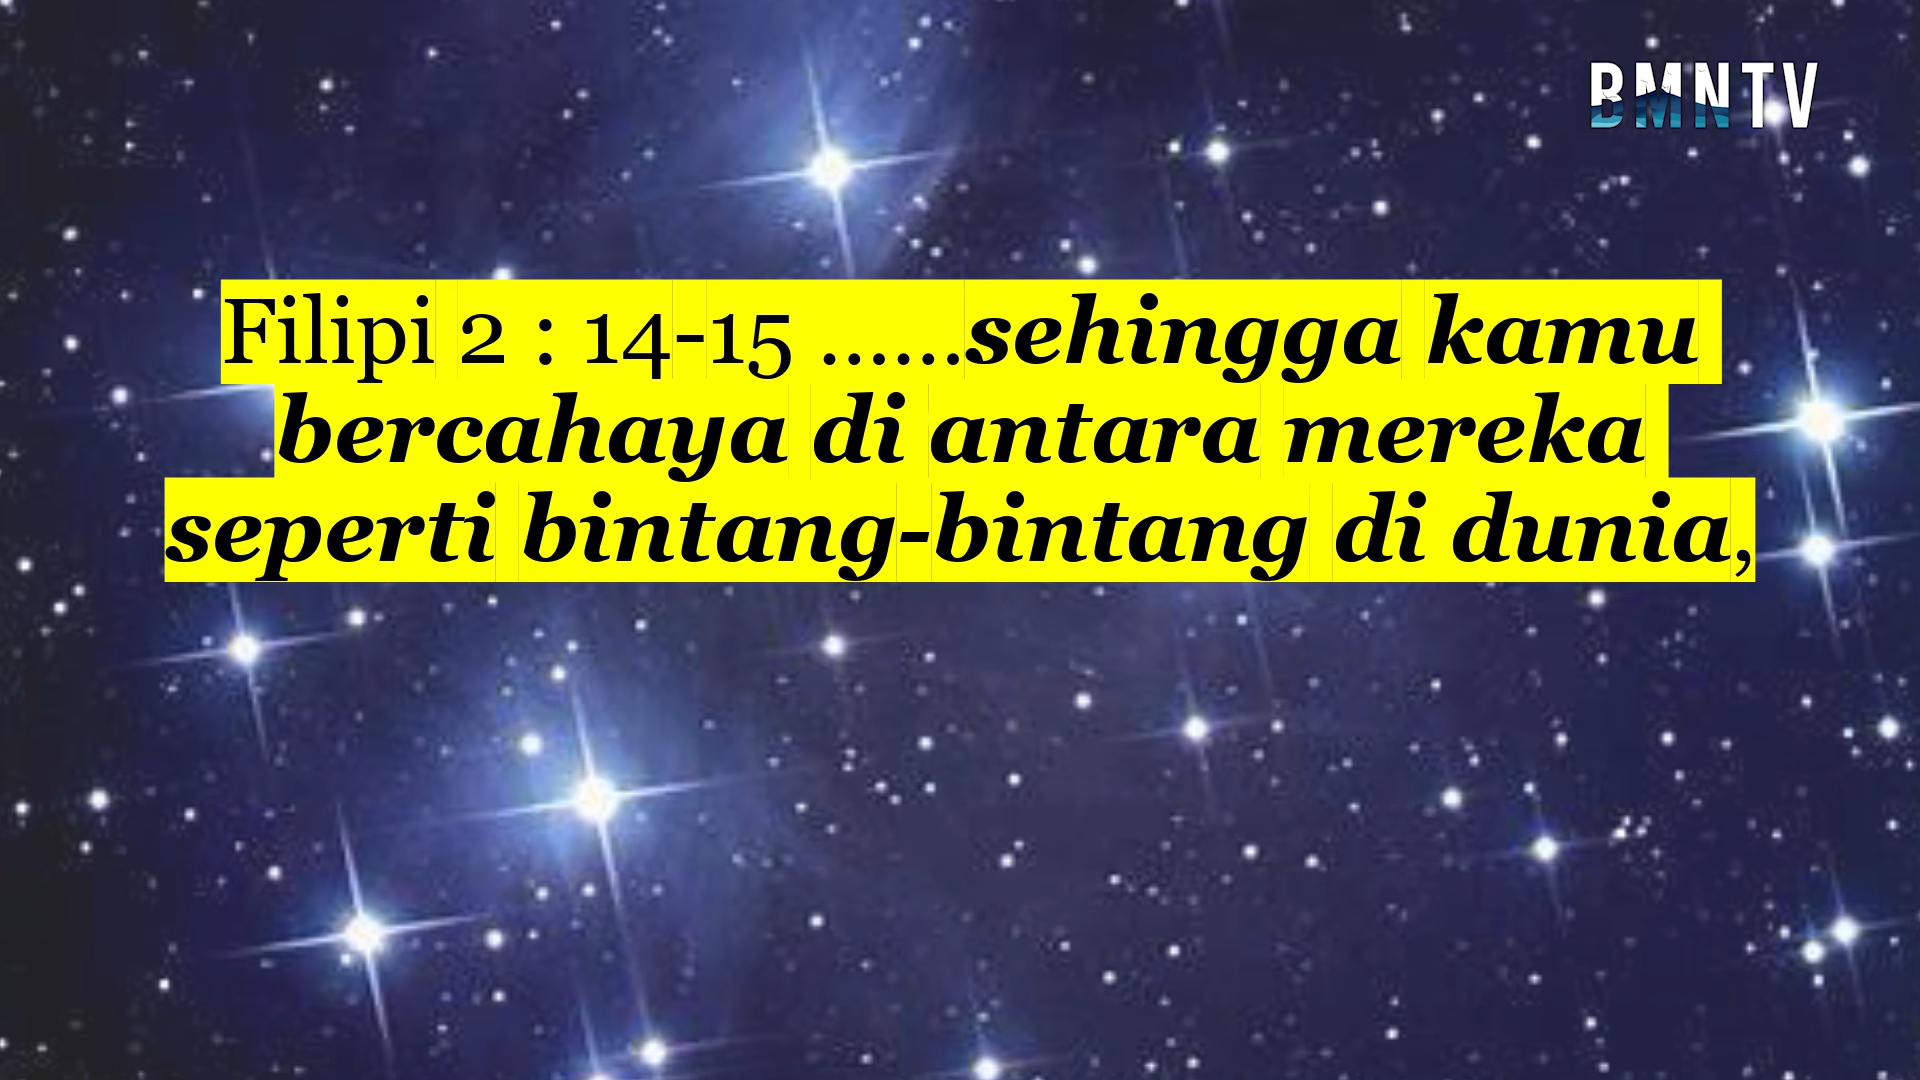 BMNTV
Filipi 2 : 14-15 ……sehingga kamu
bercahaya di antara mereka
seperti bintang-bintang di dunia,